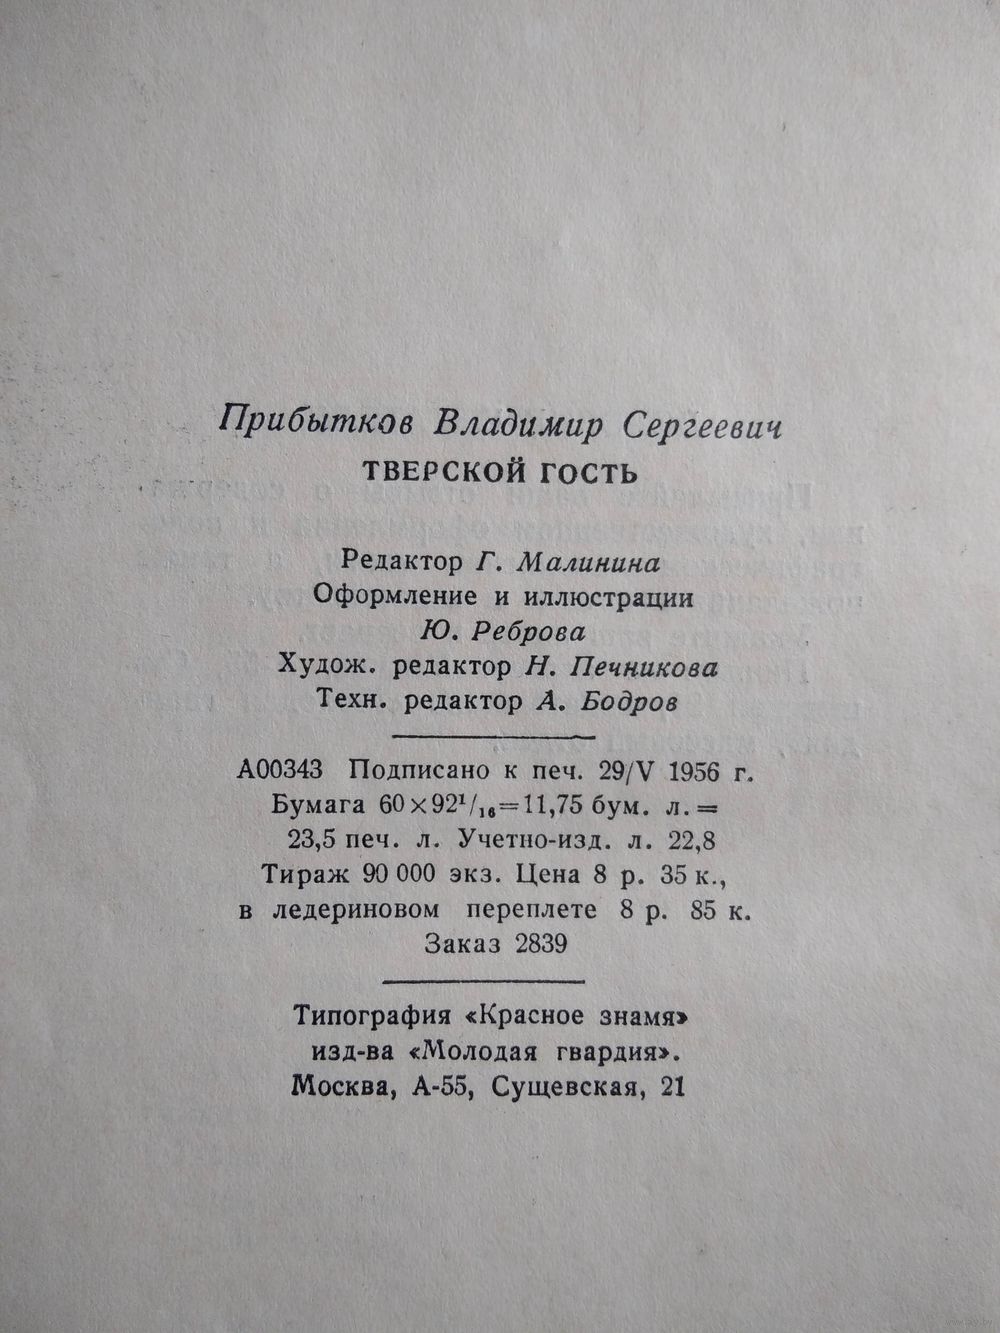 Прибытков Владимир Сергеевич
ТВЕРСКОЙ ГОСТЬ
Редактор Г. Малинина
Оформление и иллюстрации
Ю. Реброва
Худож. редактор Н. Печникова
Техн. редактор А. Бодров
А00343 Подписано к печ. 29/V 1956 г.
Бумага 60×92¹/₁₆=11,75 бум. л.=
23,5 печ. л. Учетно-изд. л. 22,8
Тираж 90 000 экз. Цена 8 р. 35 к.,
в ледериновом переплете 8 р. 85 к.
Заказ 2839
Типография «Красное знамя»
изд-ва «Молодая гвардия».
Москва, А-55, Сущевская, 21